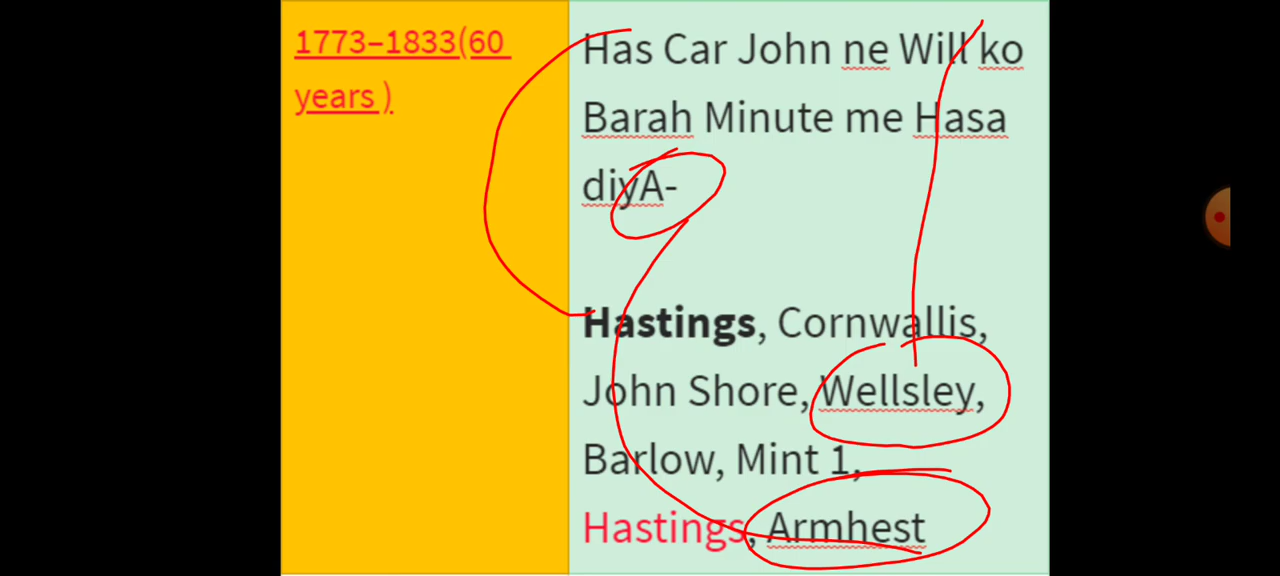 1773–1833(60
years )
Has Car John ne Will ko
Barah Minute me Hasa
diyA-
Hastings, Cornwallis,
John Shore, Wellsley,
Barlow, Mint 1,
Hastings, Armhest